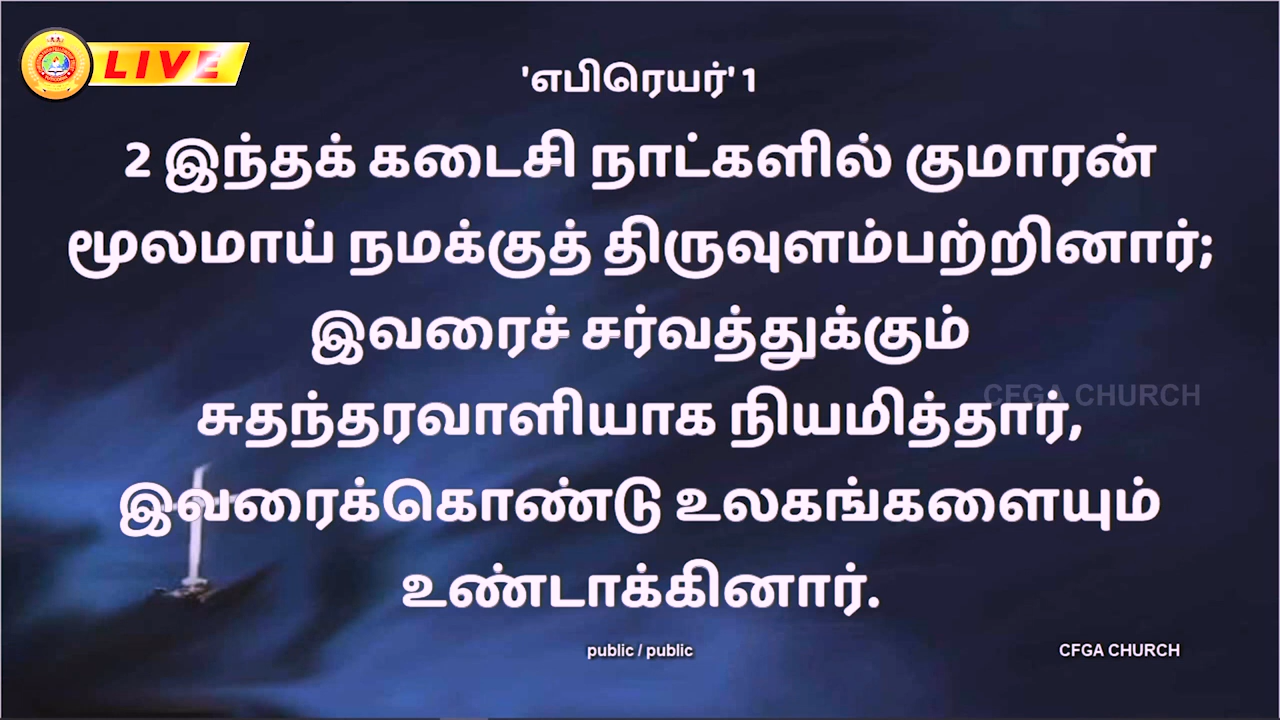 LIVE
'எபிரெயர்' 1
2 இந்தக் கடைசி நாட்களில் குமாரன்
மூலமாய் நமக்குத் திருவுளம்பற்றினார்;
இவரைச் சர்வத்துக்கும்
CFGA CHURCH
சுதந்தரவாளியாக நியமித்தார்,
இவரைக்கொண்டு உலகங்களையும்
உண்டாக்கினார்.
public / public
CFGA CHURCH